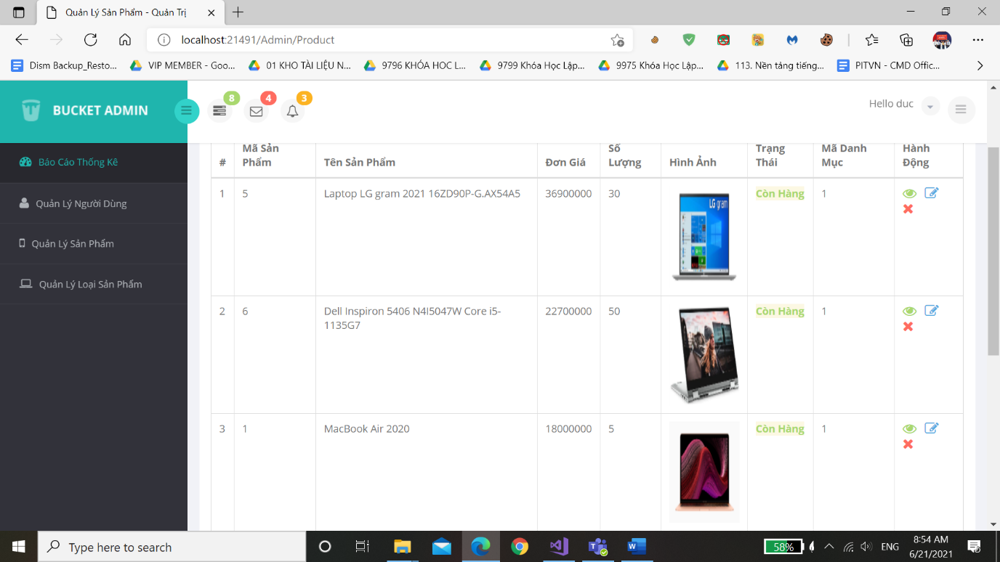 Quản Lý Sản Phẩm - Quản Trị
localhost:21491/Admin/Product
Dism Backup_Resto...
VIP MEMBER - Goo...
01 KHO TÀI LIỆU N...
9796 KHÓA HOC L...
9799 Khóa Học Lập...
9975 Khóa Học Lập...
113. Nền tảng tiếng...
PITVN - CMD Offic...
BUCKET ADMIN
8
4
3
Hello duc
Báo Cáo Thống Kê
Quản Lý Người Dùng
Quản Lý Sản Phẩm
Quản Lý Loại Sản Phẩm
#
Mã Sản
Phẩm
Tên Sản Phẩm
Đơn Giá
Số
Lượng
Hình Ảnh
Trạng
Thái
Mã Danh
Mục
Hành
Động
1
5
Laptop LG gram 2021 16ZD90P-G.AX54A5
36900000
30
LG gram
Còn Hàng
1
2
6
Dell Inspiron 5406 N4I5047W Core i5-
1135G7
22700000
50
Còn Hàng
1
3
1
MacBook Air 2020
18000000
5
Còn Hàng
1
Type here to search
58%
ENG
8:54 AM
6/21/2021